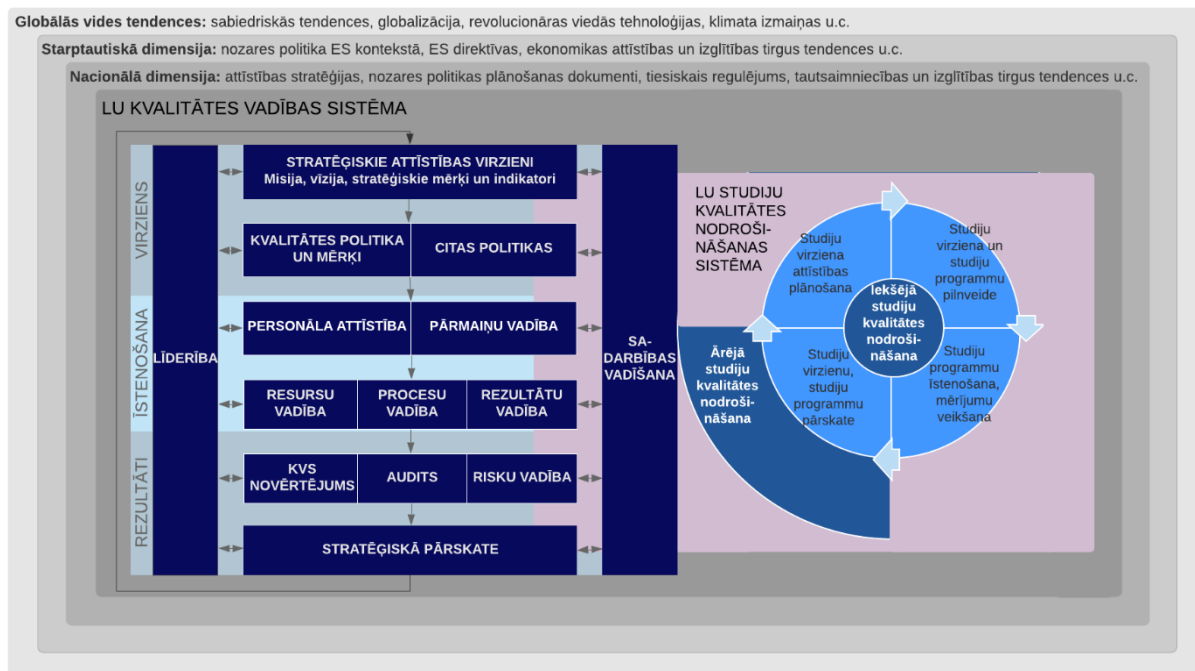 Globālās vides tendences: sabiedriskās tendences, globalizācija, revolucionāras viedās tehnoloģijas, klimata izmaiņas u.c.
Starptautiskā dimensija: nozares politika ES kontekstā, ES direktīvas, ekonomikas attīstības un izglītības tirgus tendences u.c.
Nacionālā dimensija: attīstības stratēģijas, nozares politikas plānošanas dokumenti, tiesiskais regulējums, tautsaimniecības un izglītības tirgus tendences u.c.
LU KVALITĀTES VADĪBAS SISTĒMA
VIRZIENS
ĪSTENOŠANA
REZULTĀTI
LĪDERĪBA
STRATĒĢISKIE ATTĪSTĪBAS VIRZIENI
Misija, vīzija, stratēģiskie mērķi un indikatori
KVALITĀTES POLITIKA
UN MĒRĶI
CITAS POLITIKAS
PERSONĀLA ATTĪSTĪBA
PĀRMAIŅU VADĪBA
RESURSU
VADĪBA
PROCESU
VADĪBA
REZULTĀTU
VADĪBA
KVS
NOVĒRTĒJUMS
AUDITS
RISKU VADĪBA
STRATĒĢISKĀ PĀRSKATE
SA-
DARBĪBAS
VADĪŠANA
LU STUDIJU
KVALITĀTES
NODROŠI-
NĀŠANAS
SISTĒMA
Studiju
virziena
attīstības
plānošana
Studiju
virziena un
studiju
programmu
pilnveide
Iekšējā
studiju
kvalitātes
nodroši-
nāšana
Ārējā
studiju
kvalitātes
nodroši-
nāšana
Studiju
virzienu,
studiju
programmu
pārskate
Studiju
programmu
īstenošana,
mērījumu
veikšana